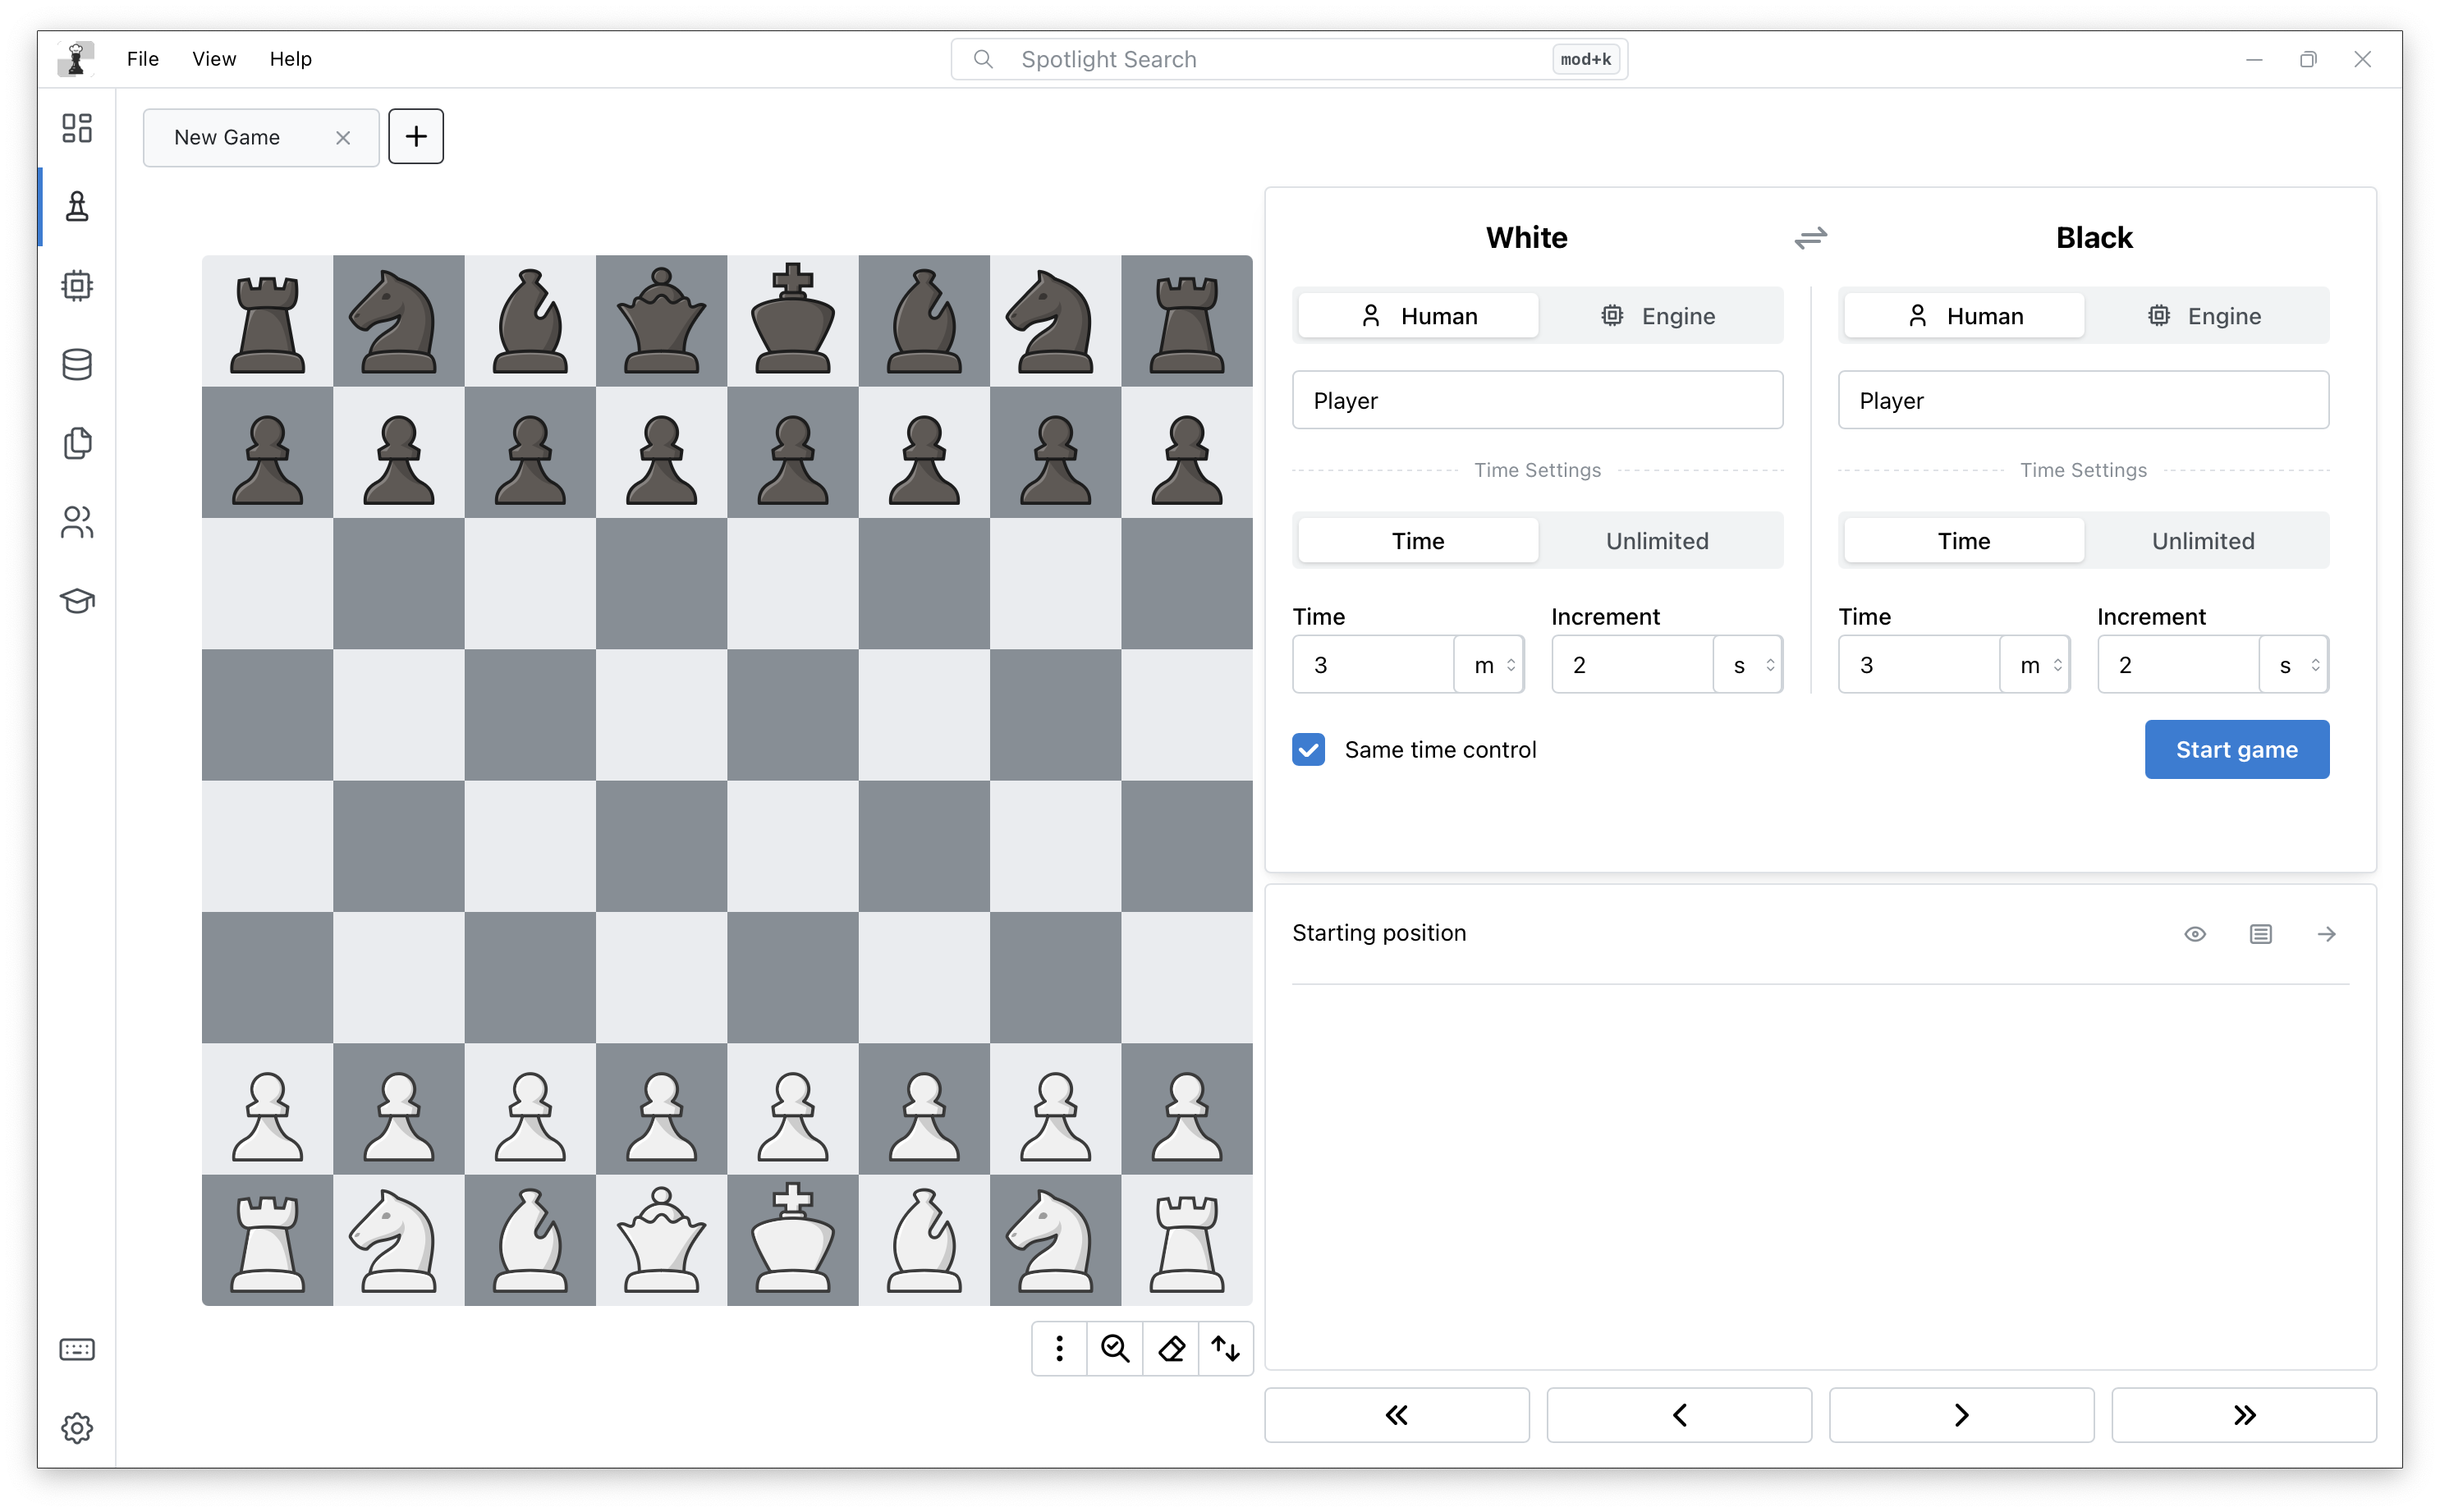 File View Help
Spotlight Search mod+k
New Game
White Black
Human Engine Human Engine
Player Player
Time Settings Time Settings
Time Unlimited Time Unlimited
Time Increment Time Increment
3 m 2 s 3 m 2 s
Same time control Start game
Starting position